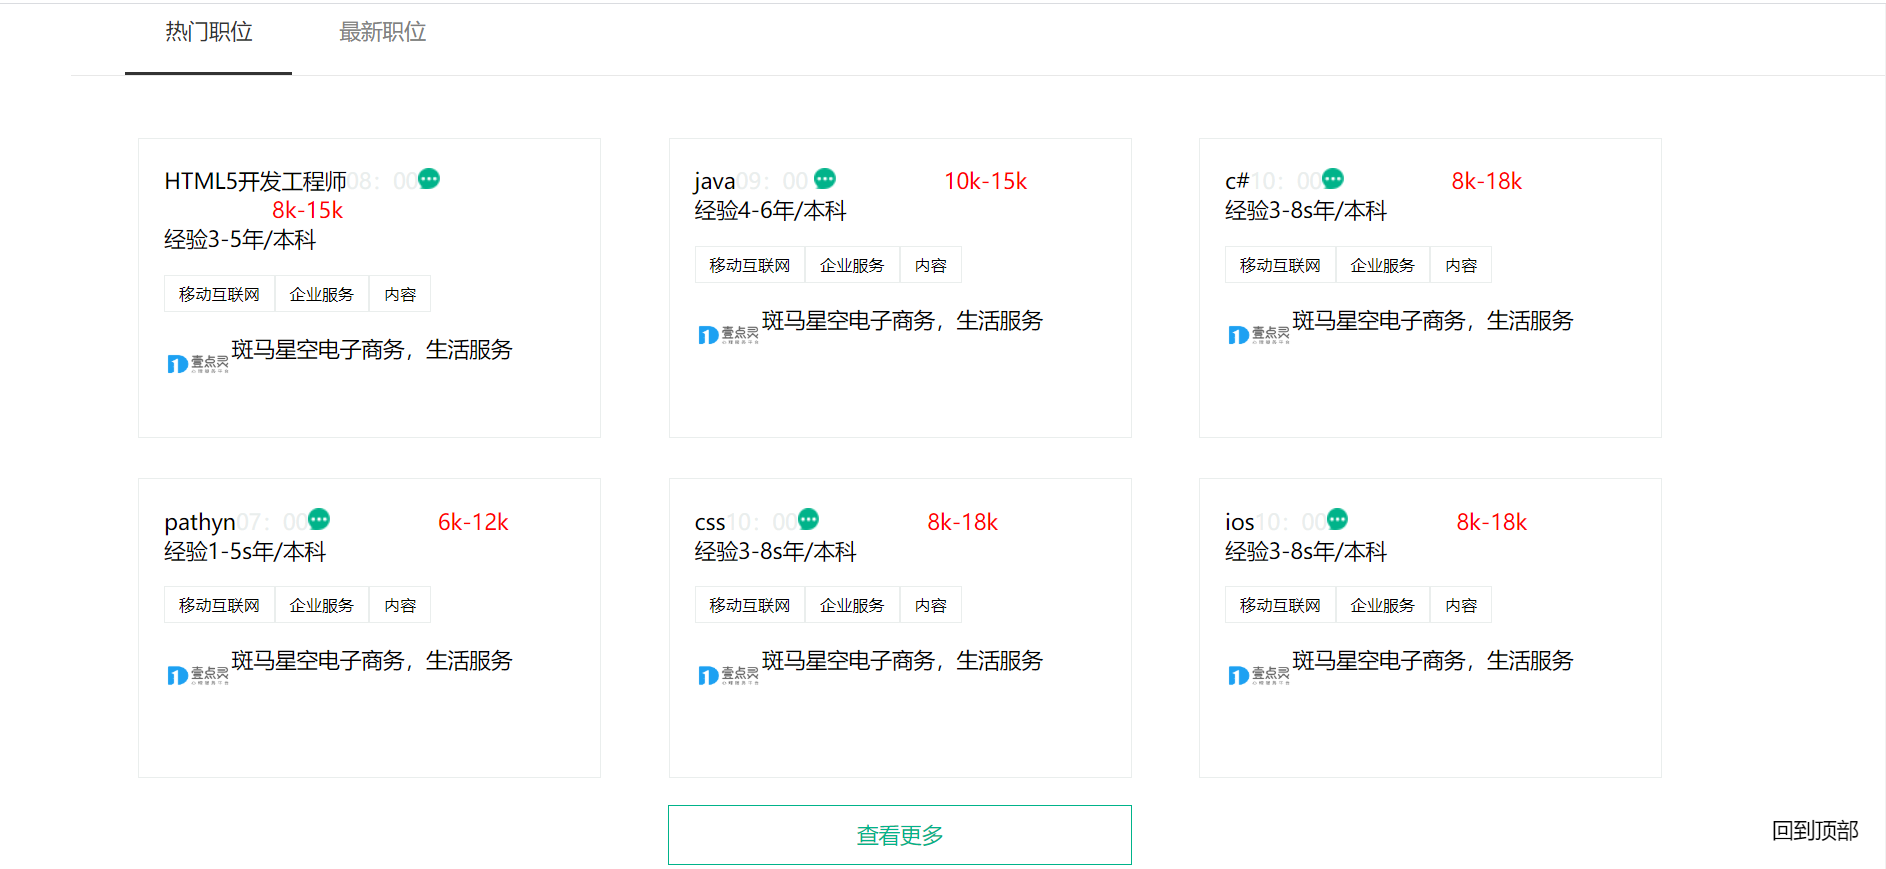 热门职位 最新职位
HTML5开发工程师08：00
8k-15k
经验3-5年/本科
移动互联网 企业服务 内容
壹点灵 斑马星空电子商务，生活服务
java09：00 10k-15k
经验4-6年/本科
移动互联网 企业服务 内容
壹点灵 斑马星空电子商务，生活服务
c#10：00 8k-18k
经验3-8s年/本科
移动互联网 企业服务 内容
壹点灵 斑马星空电子商务，生活服务
pathyn07：00 6k-12k
经验1-5s年/本科
移动互联网 企业服务 内容
壹点灵 斑马星空电子商务，生活服务
css10：00 8k-18k
经验3-8s年/本科
移动互联网 企业服务 内容
壹点灵 斑马星空电子商务，生活服务
ios10：00 8k-18k
经验3-8s年/本科
移动互联网 企业服务 内容
壹点灵 斑马星空电子商务，生活服务
查看更多
回到顶部